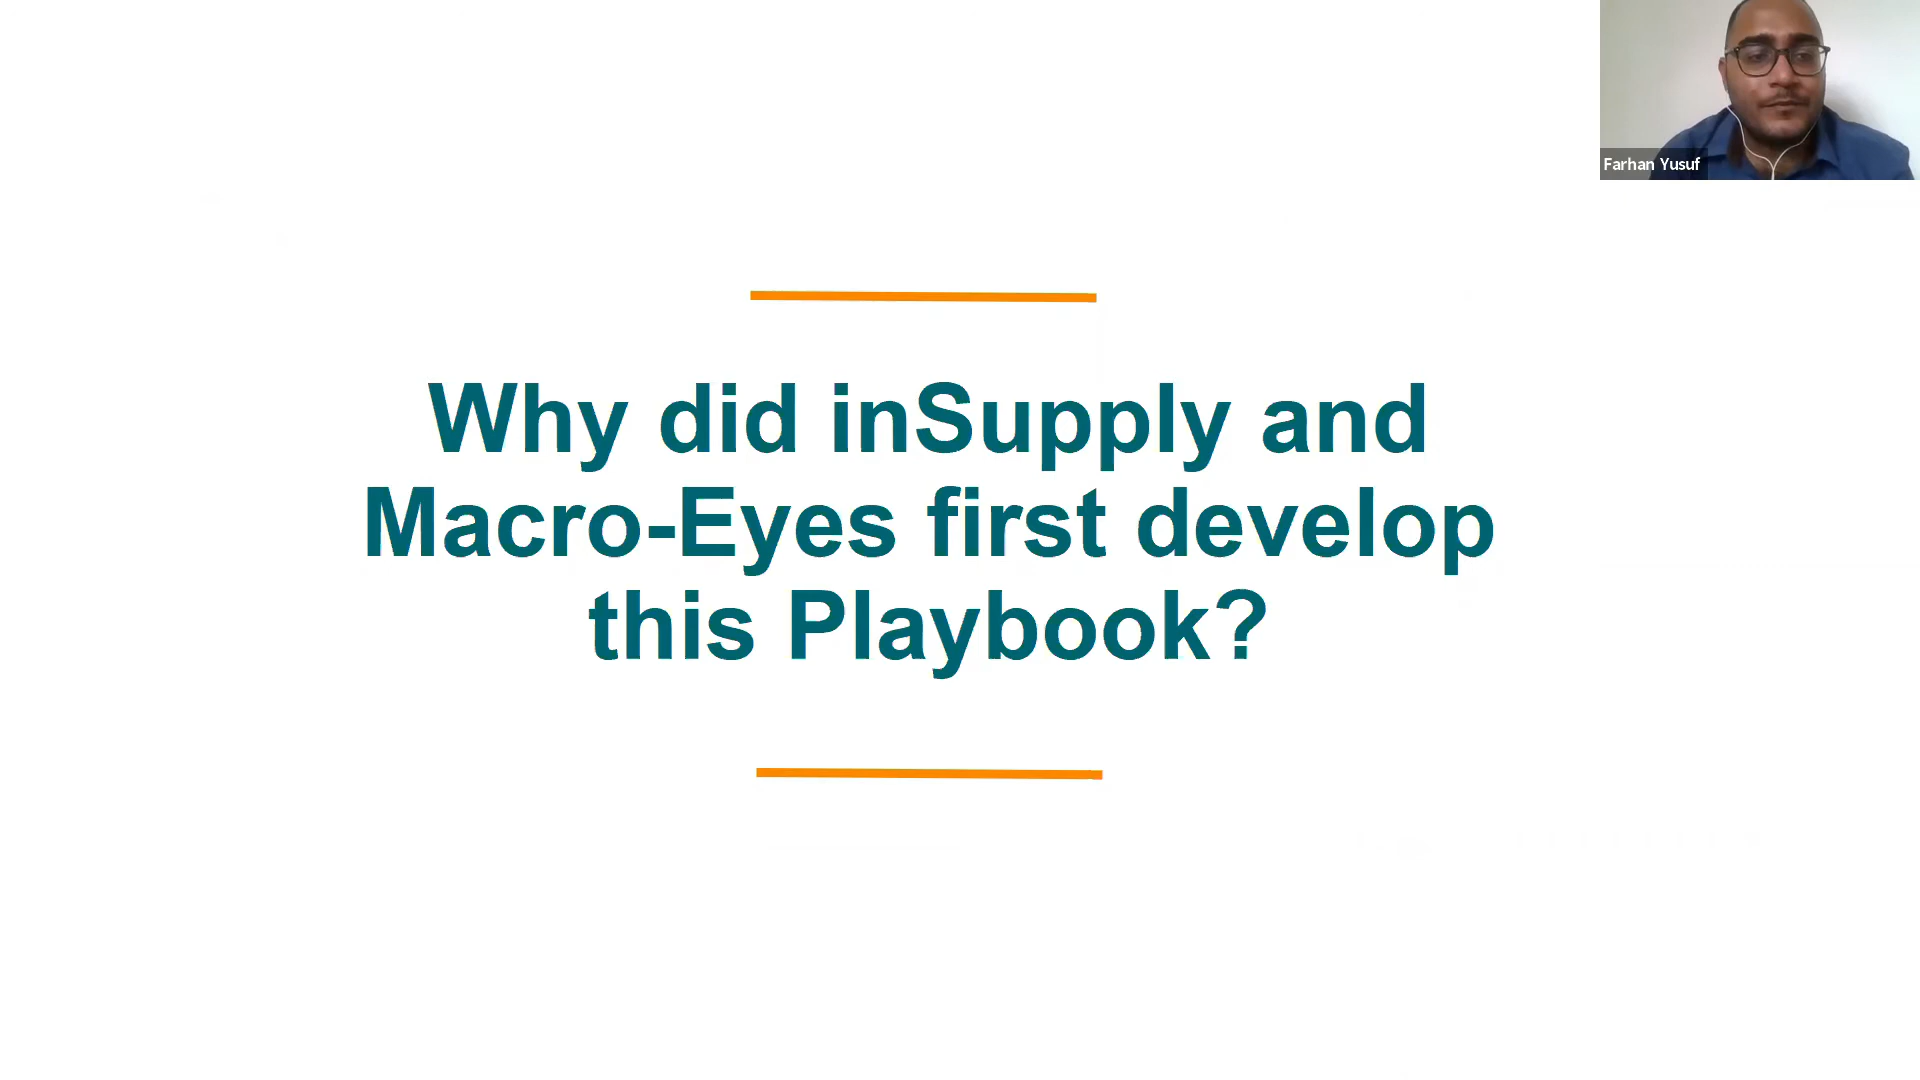 Farhan Yusuf
Why did inSupply and
Macro-Eyes first develop
this Playbook?